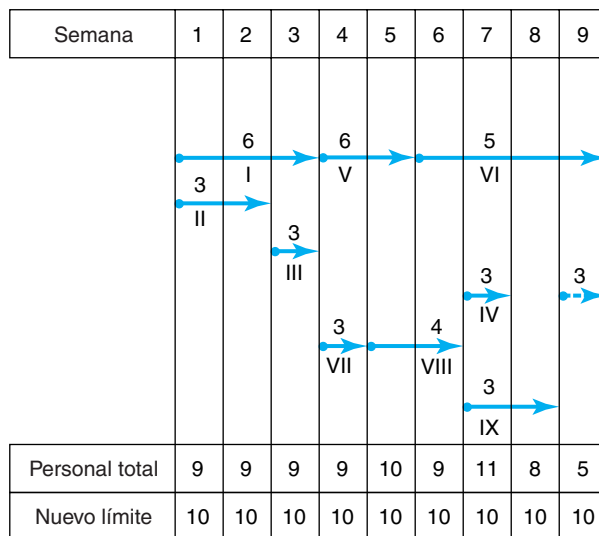 Semana 1 2 3 4 5 6 7 8 9
6 6 5
I V VI
3
II
3
III
3 3
IV
3 4
VII VIII
3
IX
Personal total 9 9 9 9 10 9 11 8 5
Nuevo límite 10 10 10 10 10 10 10 10 10